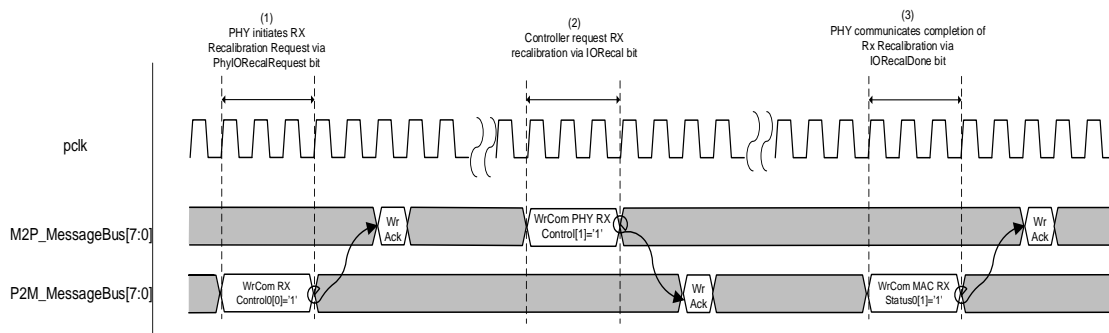 (1)
PHY initiates RX
Recalibration Request via
PhyIORecalRequest bit
(2)
Controller request RX
recalibration via IORecal bit
(3)
PHY communicates completion of
Rx Recalibration via
IORecalDone bit
pclk
M2P_MessageBus[7:0]
Wr
Ack
WrCom PHY RX
Control[1]='1'
Wr
Ack
P2M_MessageBus[7:0]
WrCom RX
Control0[0]='1'
Wr
Ack
WrCom MAC RX
Status0[1]='1'